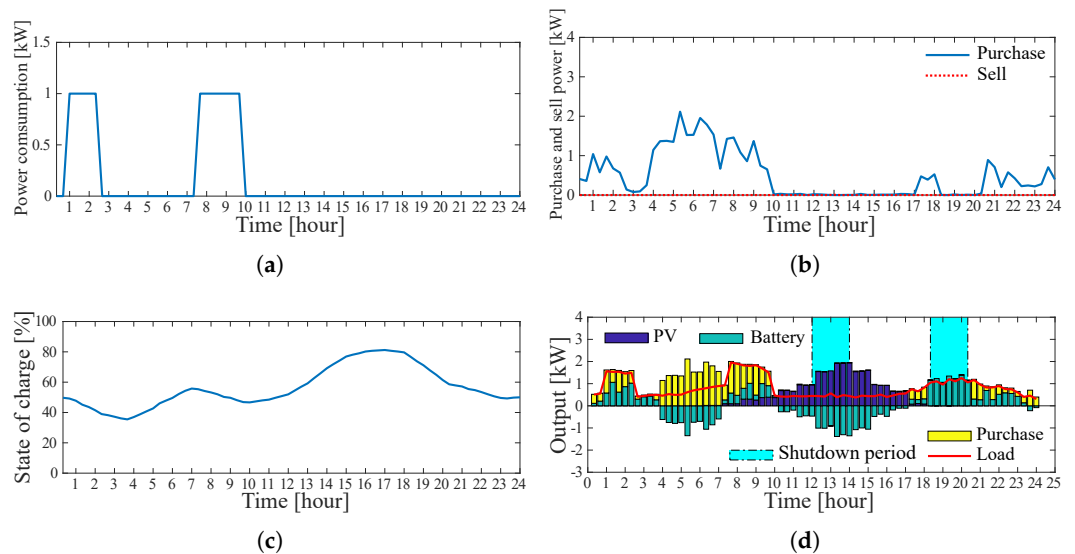 Power comsumption [kW]
1.5
1
0.5
0
1 2 3 4 5 6 7 8 9 10 11 12 13 14 15 16 17 18 19 20 21 22 23 24
Time [hour]
(a)
Purchase and sell power [kW]
4
3
2
1
0
Purchase
Sell
1 2 3 4 5 6 7 8 9 10 11 12 13 14 15 16 17 18 19 20 21 22 23 24
Time [hour]
(b)
State of charge [%]
100
80
60
40
20
0
1 2 3 4 5 6 7 8 9 10 11 12 13 14 15 16 17 18 19 20 21 22 23 24
Time [hour]
(c)
Output [kW]
4
3
2
1
0
-1
-2
-3
PV
Battery
Purchase
Shutdown period
Load
0 1 2 3 4 5 6 7 8 9 10 11 12 13 14 15 16 17 18 19 20 21 22 23 24 25
Time [hour]
(d)